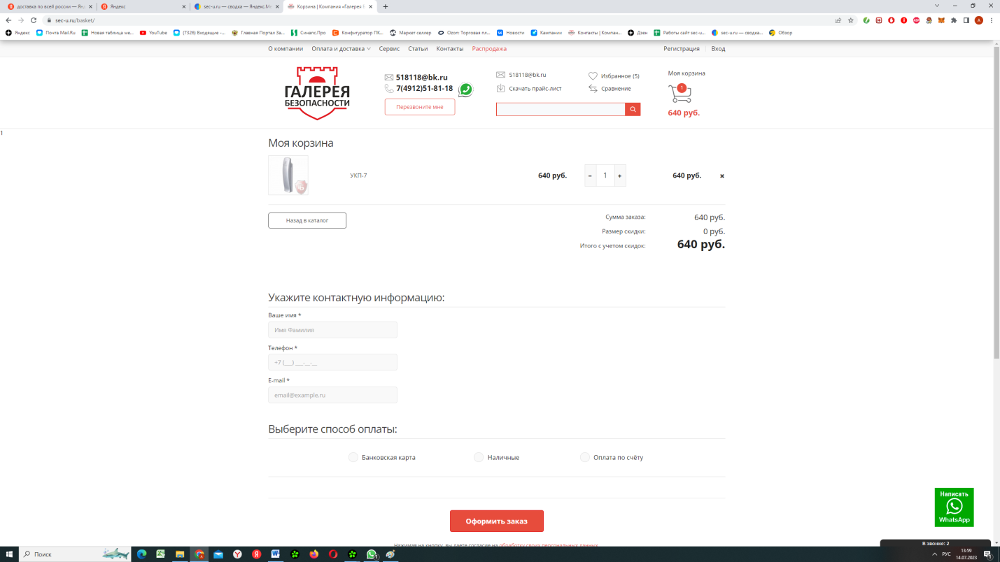 доставка по всей россии — Янд
Яндекс
sec-u.ru — сводка — Яндекс.Ме
Корзина | Компания «Галерея Б
sec-u.ru/basket/
Яндекс
Почта Mail.Ru
Новая таблица ме...
YouTube
(7326) Входящие -...
Главная Портал За...
Синапс.Про
Конфигуратор ПК...
Маркет селлер
Ozon: Торговая пл...
Новости
Кампании
Контакты | Компан...
Дзен
Работы сайт sec-u...
sec-u.ru — сводка...
Обзор
О компании
Оплата и доставка
Сервис
Статьи
Контакты
Распродажа
Регистрация
Вход
ГАЛЕРЕЯ
БЕЗОПАСНОСТИ
518118@bk.ru
7(4912)51-81-18
Перезвоните мне
518118@bk.ru
Скачать прайс-лист
Избранное (5)
Сравнение
Моя корзина
1
640 руб.
1
Моя корзина
УКП-7
640 руб.
− 1 +
640 руб.
×
Назад в каталог
Сумма заказа: 640 руб.
Размер скидки: 0 руб.
Итого с учетом скидок: 640 руб.
Укажите контактную информацию:
Ваше имя *
Имя Фамилия
Телефон *
+7 (___) ___-__-__
E-mail *
email@example.ru
Выберите способ оплаты:
Банковская карта
Наличные
Оплата по счёту
Оформить заказ
Нажимая на кнопку, вы даете согласие на обработку своих персональных данных
Написать
WhatsApp
В звонке: 2
Поиск
РУС
13:59
14.07.2023